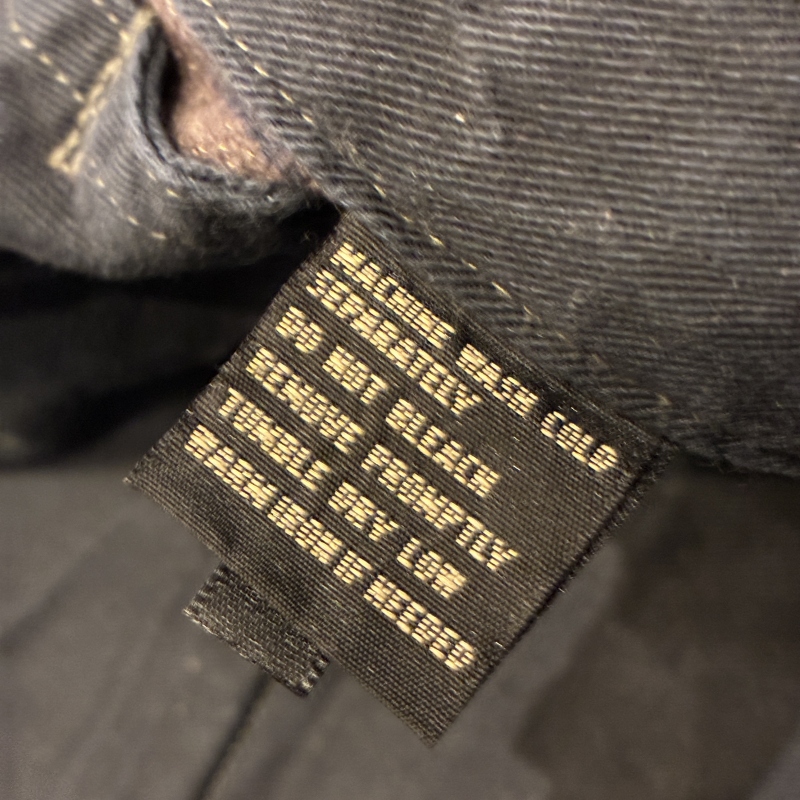 MACHINE WASH COLD
SEPARATELY
DO NOT BLEACH
REMOVE PROMPTLY
TUMBLE DRY LOW
WARM IRON IF NEEDED